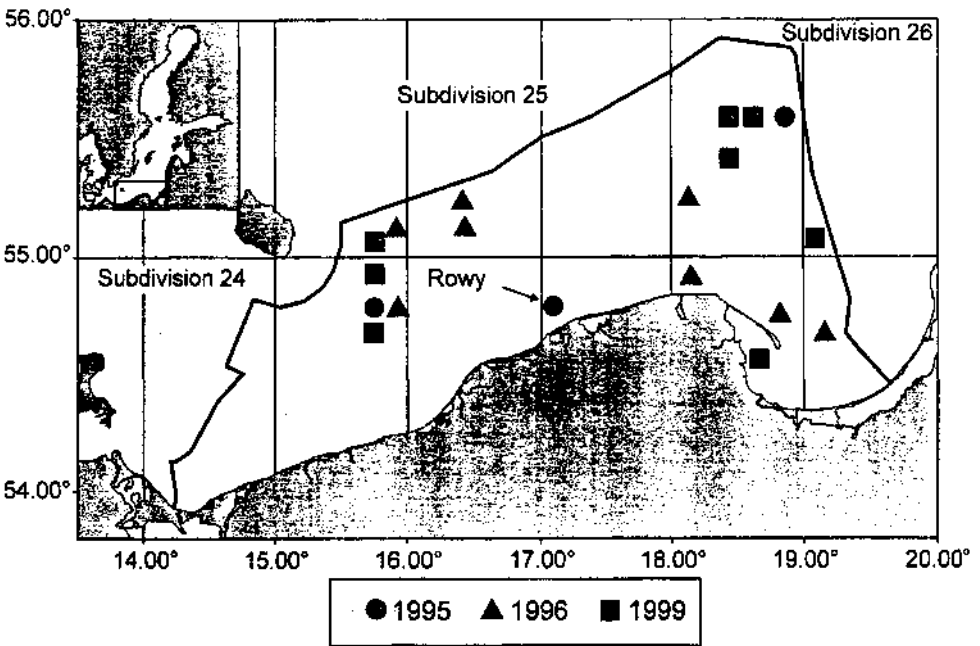 56.00°
Subdivision 26
Subdivision 25
55.00°
Subdivision 24
Rowy
54.00°
14.00° 15.00° 16.00° 17.00° 18.00° 19.00° 20.00°
1995 1996 1999